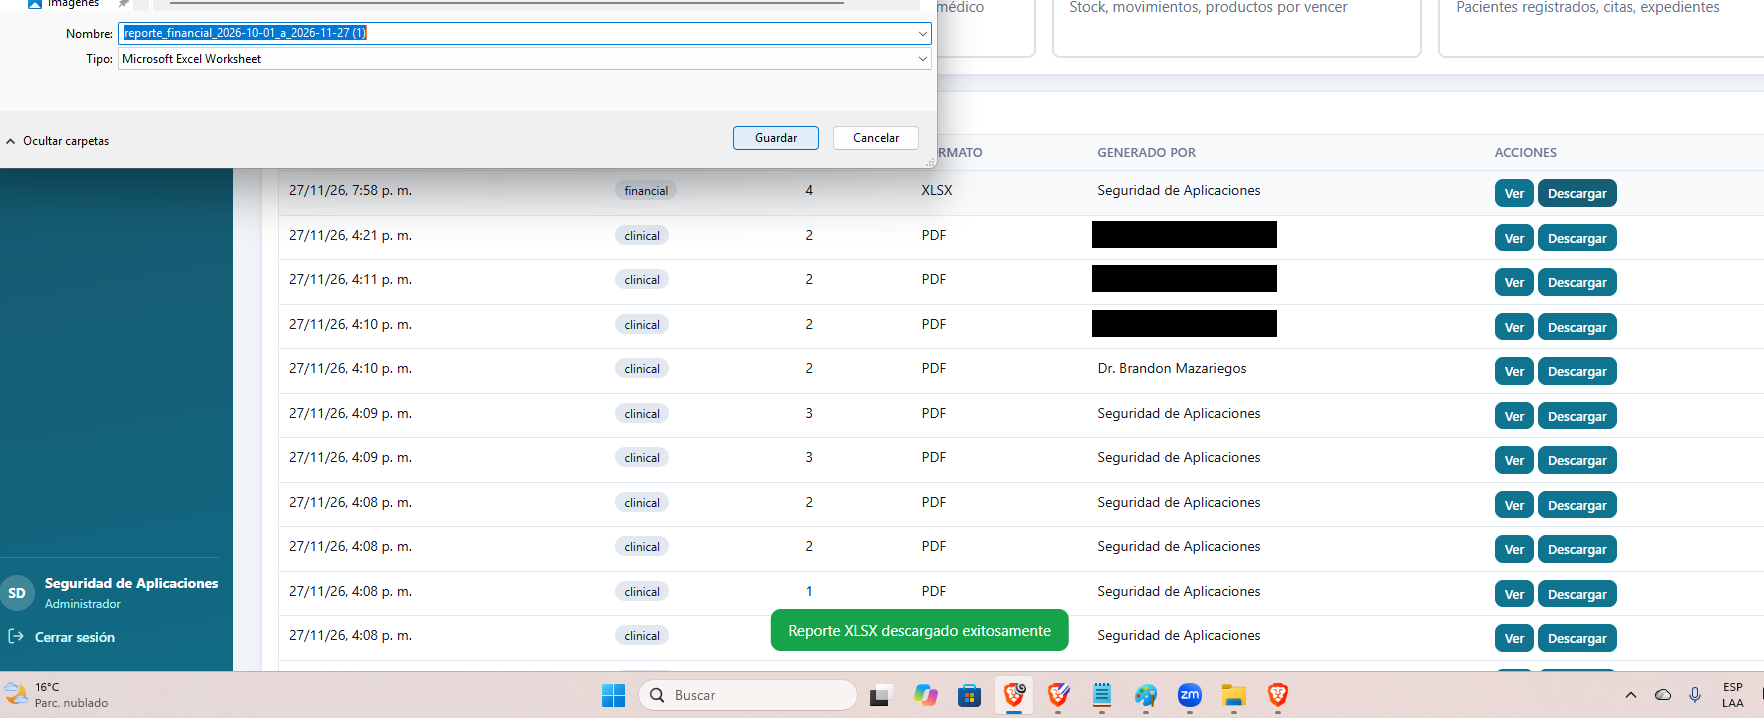 Imágenes
Nombre: reporte_financial_2026-10-01_a_2026-11-27 (1)
Tipo: Microsoft Excel Worksheet
Ocultar carpetas
Guardar
Cancelar
médico
Stock, movimientos, productos por vencer
Pacientes registrados, citas, expedientes
RMATO GENERADO POR ACCIONES
27/11/26, 7:58 p. m. financial 4 XLSX Seguridad de Aplicaciones Ver Descargar
27/11/26, 4:21 p. m. clinical 2 PDF Ver Descargar
27/11/26, 4:11 p. m. clinical 2 PDF Ver Descargar
27/11/26, 4:10 p. m. clinical 2 PDF Ver Descargar
27/11/26, 4:10 p. m. clinical 2 PDF Dr. Brandon Mazariegos Ver Descargar
27/11/26, 4:09 p. m. clinical 3 PDF Seguridad de Aplicaciones Ver Descargar
27/11/26, 4:09 p. m. clinical 3 PDF Seguridad de Aplicaciones Ver Descargar
27/11/26, 4:08 p. m. clinical 2 PDF Seguridad de Aplicaciones Ver Descargar
27/11/26, 4:08 p. m. clinical 2 PDF Seguridad de Aplicaciones Ver Descargar
27/11/26, 4:08 p. m. clinical 1 PDF Seguridad de Aplicaciones Ver Descargar
27/11/26, 4:08 p. m. clinical Seguridad de Aplicaciones Ver Descargar
Reporte XLSX descargado exitosamente
SD
Seguridad de Aplicaciones
Administrador
Cerrar sesión
16°C
Parc. nublado
Buscar
zm
ESP
LAA